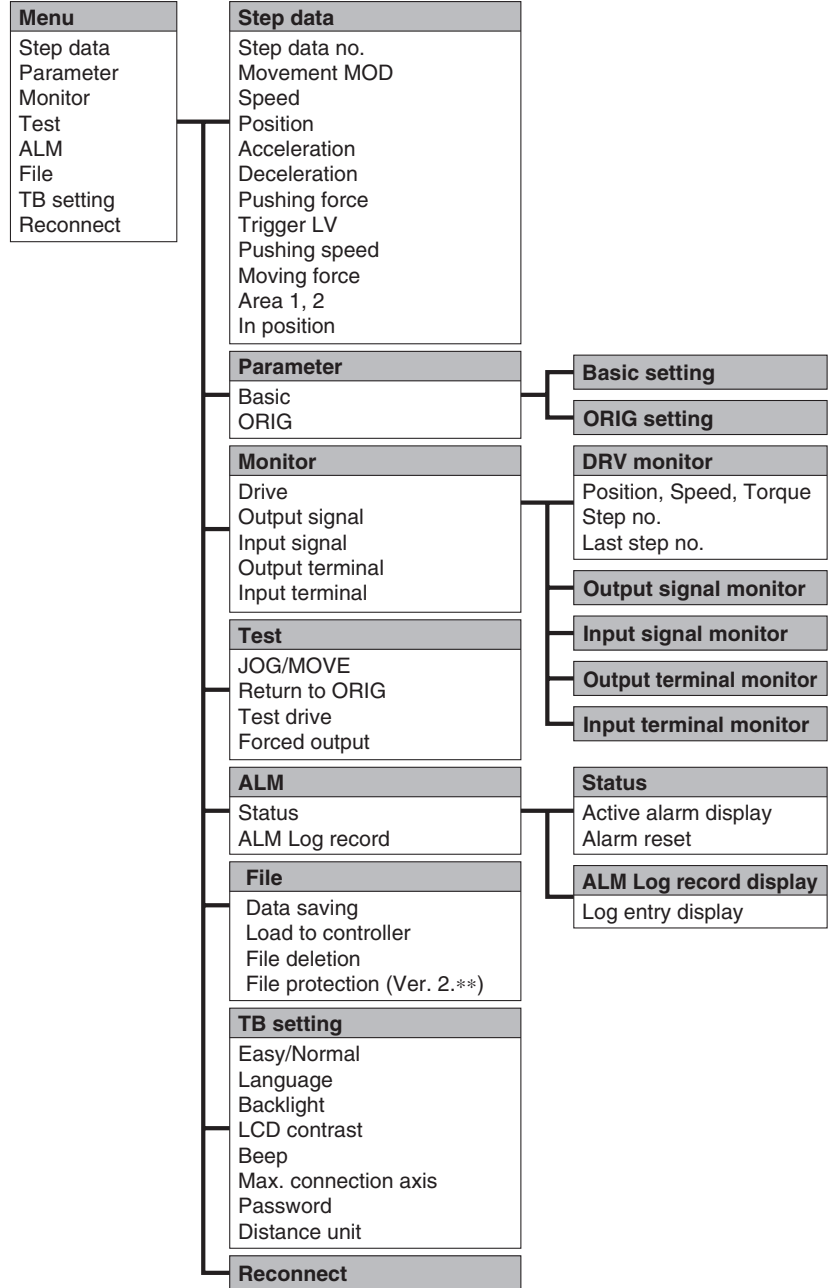 Menu
Step data
Parameter
Monitor
Test
ALM
File
TB setting
Reconnect
Step data
Step data no.
Movement MOD
Speed
Position
Acceleration
Deceleration
Pushing force
Trigger LV
Pushing speed
Moving force
Area 1, 2
In position
Parameter
Basic
ORIG
Basic setting
ORIG setting
Monitor
Drive
Output signal
Input signal
Output terminal
Input terminal
DRV monitor
Position, Speed, Torque
Step no.
Last step no.
Output signal monitor
Input signal monitor
Output terminal monitor
Input terminal monitor
Test
JOG/MOVE
Return to ORIG
Test drive
Forced output
ALM
Status
ALM Log record
Status
Active alarm display
Alarm reset
ALM Log record display
Log entry display
File
Data saving
Load to controller
File deletion
File protection (Ver. 2.**)
TB setting
Easy/Normal
Language
Backlight
LCD contrast
Beep
Max. connection axis
Password
Distance unit
Reconnect